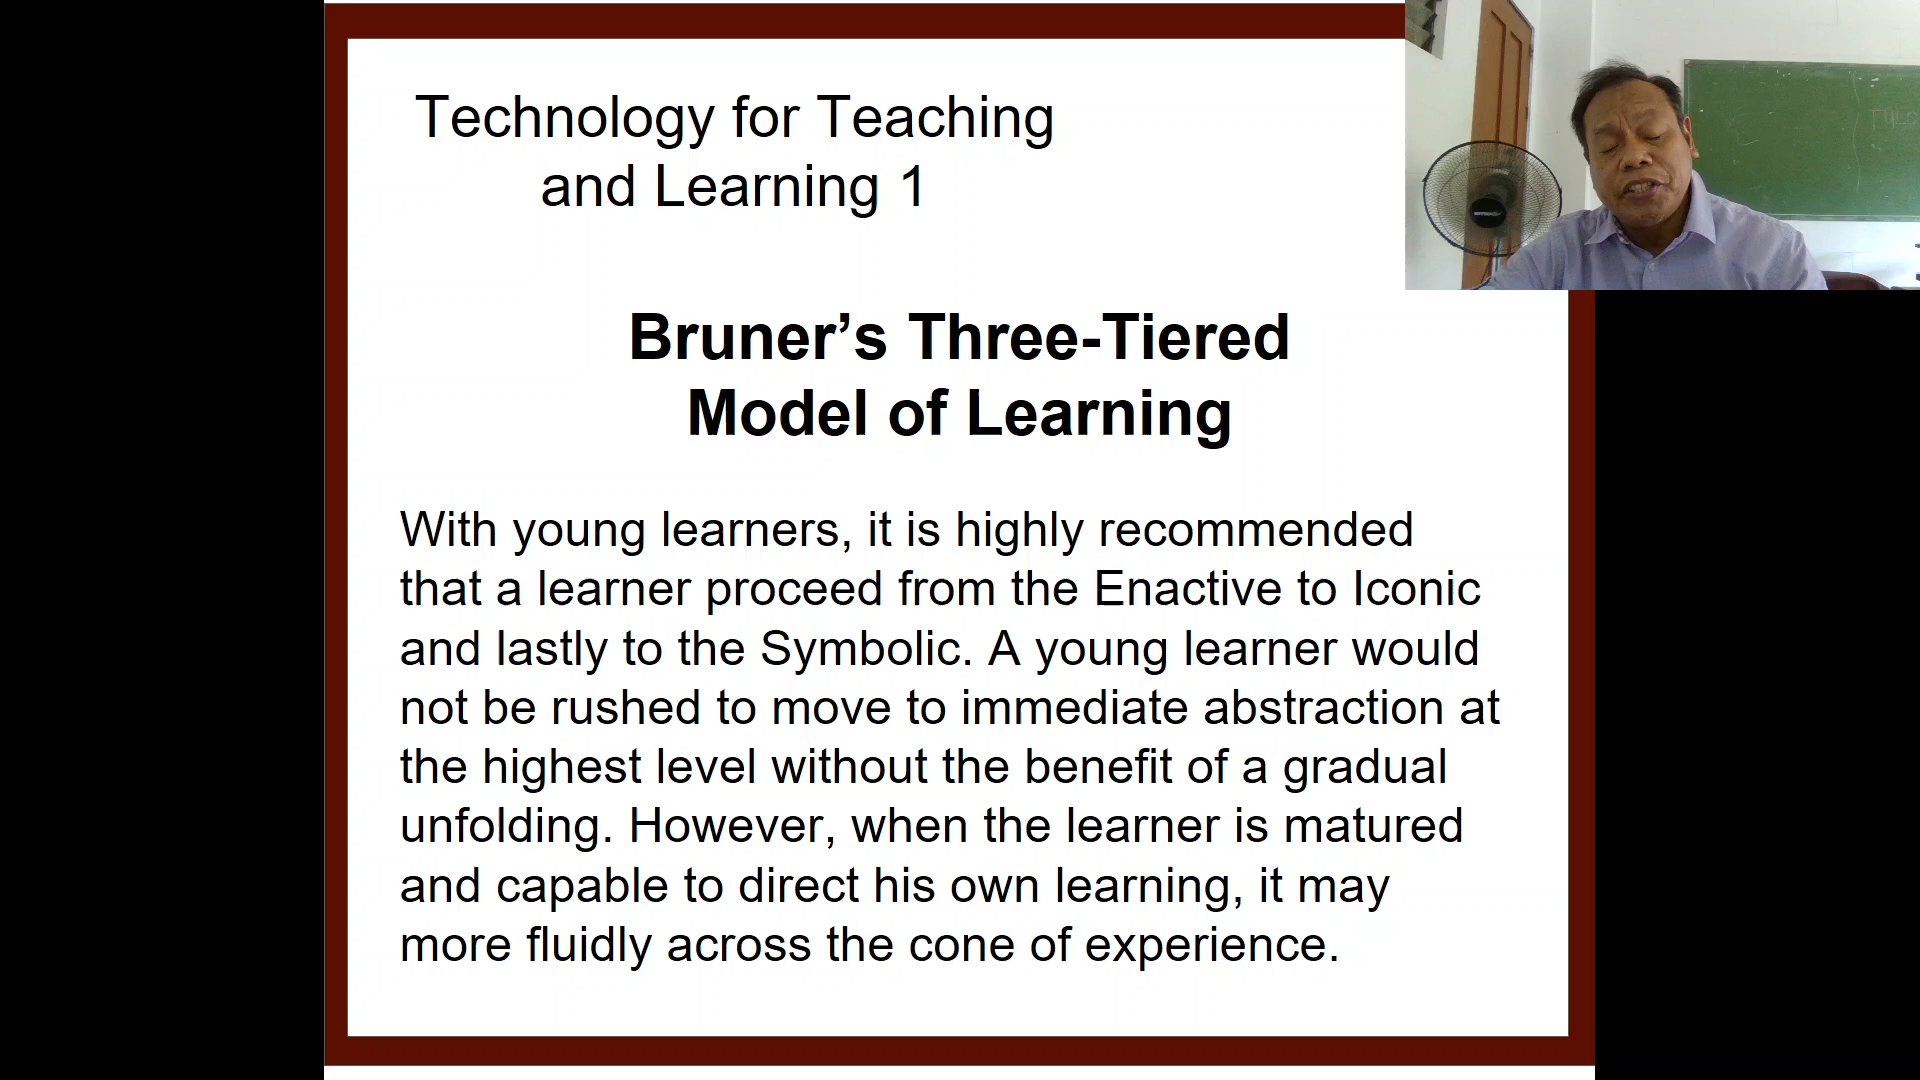 Technology for Teaching
and Learning 1
Bruner’s Three-Tiered
Model of Learning
With young learners, it is highly recommended
that a learner proceed from the Enactive to Iconic
and lastly to the Symbolic. A young learner would
not be rushed to move to immediate abstraction at
the highest level without the benefit of a gradual
unfolding. However, when the learner is matured
and capable to direct his own learning, it may
more fluidly across the cone of experience.